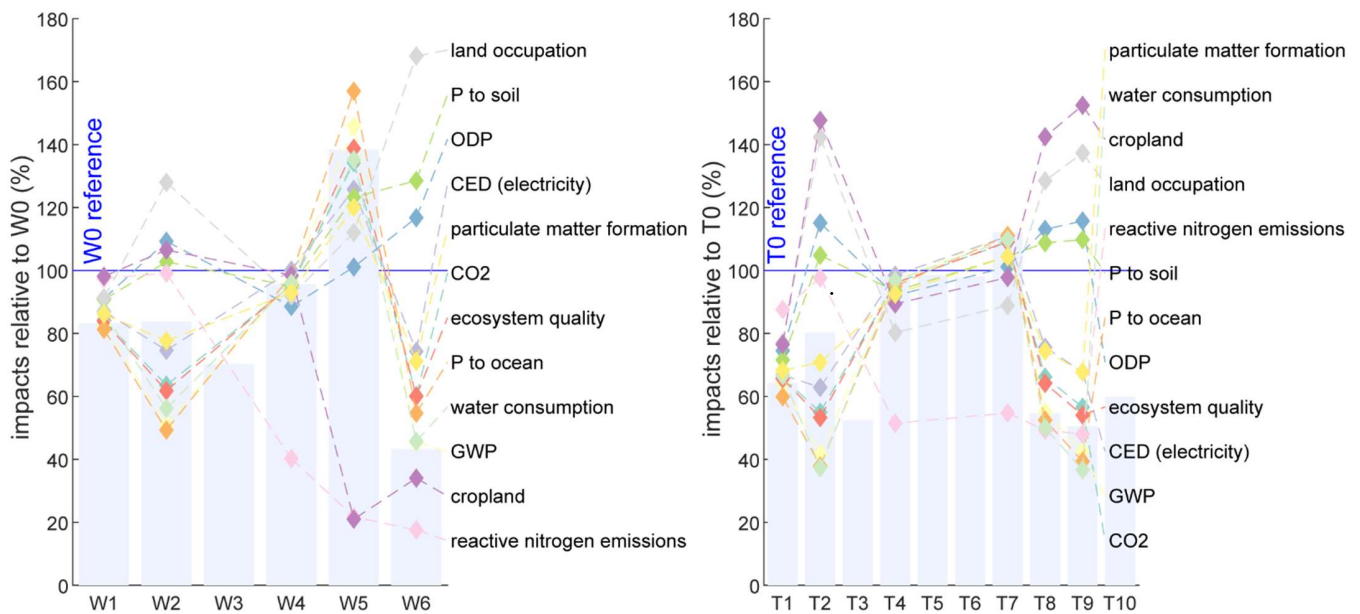 impacts relative to W0 (%)
180
160
140
120
100
80
60
40
20
0
W0 reference
land occupation
P to soil
ODP
CED (electricity)
particulate matter formation
CO2
ecosystem quality
P to ocean
water consumption
GWP
cropland
reactive nitrogen emissions
W1 W2 W3 W4 W5 W6
impacts relative to T0 (%)
180
160
140
120
100
80
60
40
20
0
T0 reference
particulate matter formation
water consumption
cropland
land occupation
reactive nitrogen emissions
P to soil
P to ocean
ODP
ecosystem quality
CED (electricity)
GWP
CO2
T1 T2 T3 T4 T5 T6 T7 T8 T9 T10